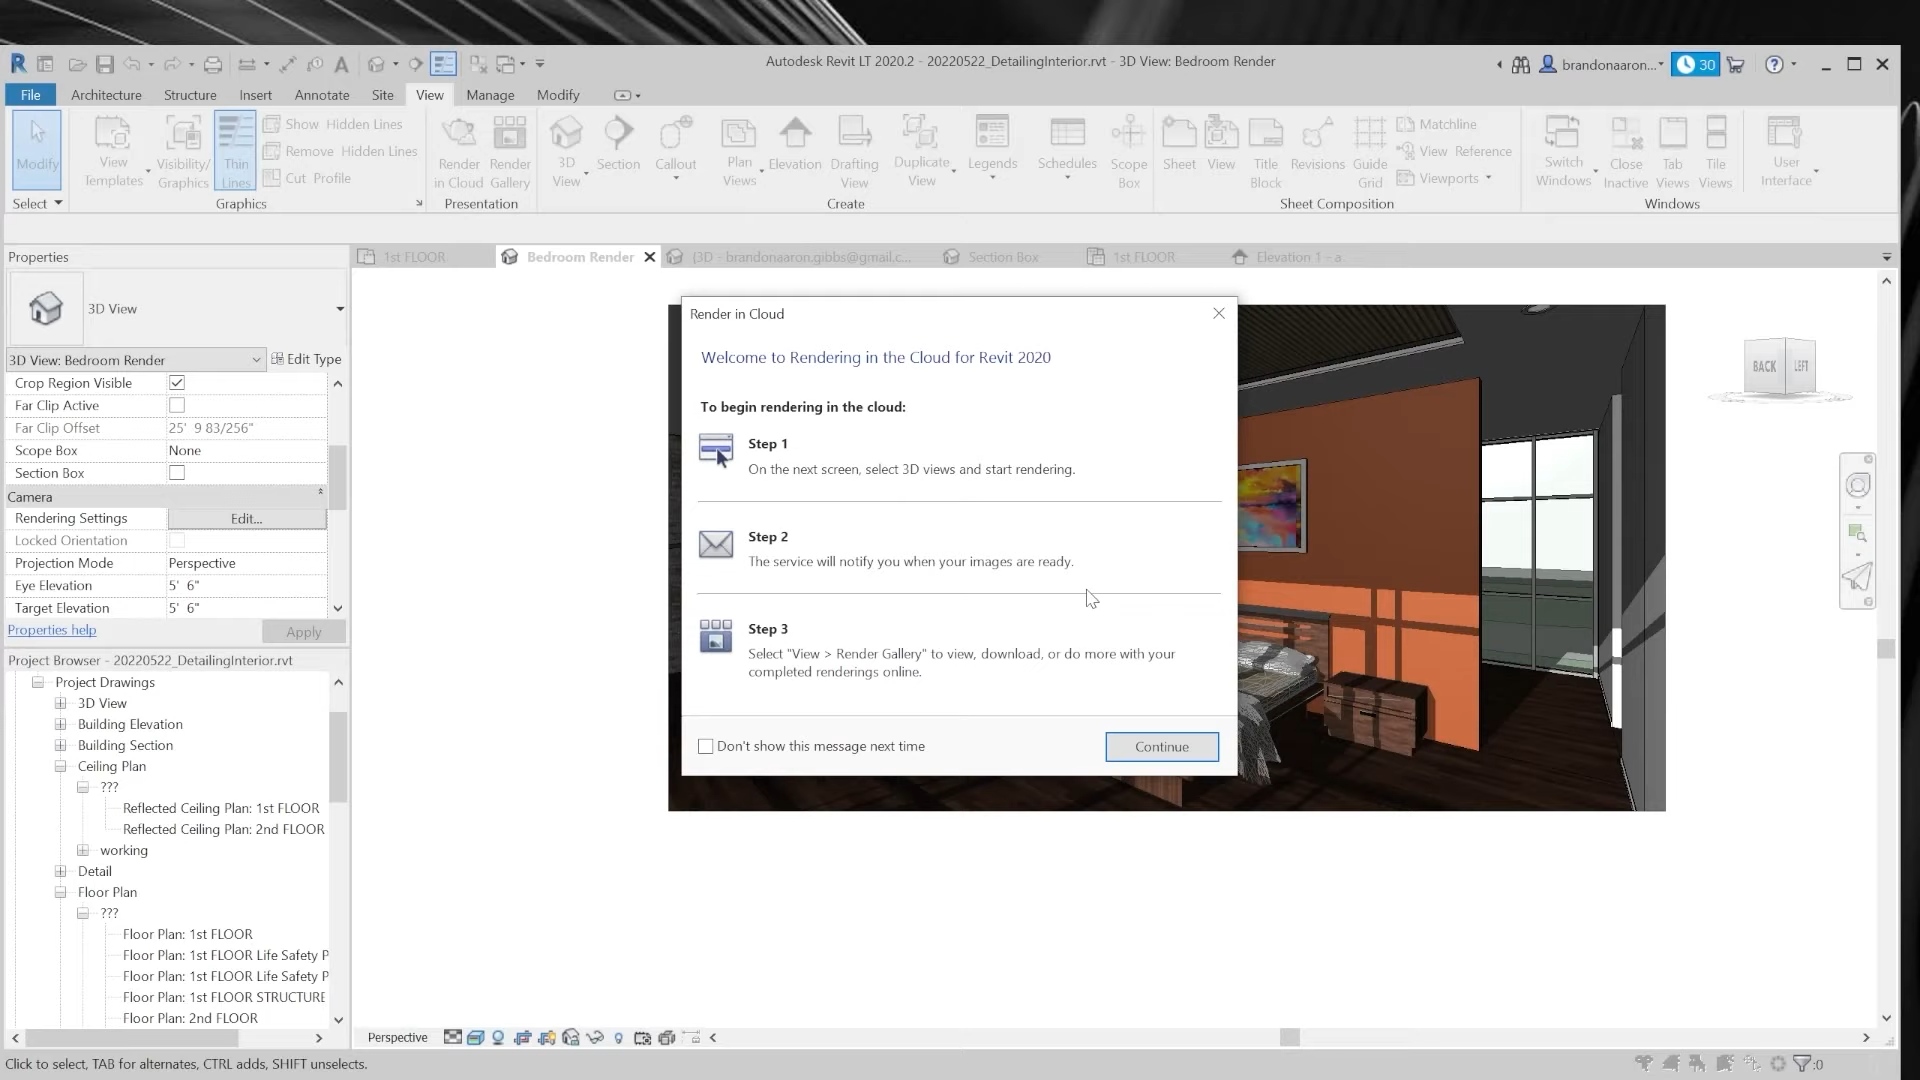 Autodesk Revit LT 2020.2 - 20220522_DetailingInterior.rvt - 3D View: Bedroom Render
brandonaaron...
30
File Architecture Structure Insert Annotate Site View Manage Modify
Modify
View Templates
Visibility/ Graphics
Thin Lines
Show Hidden Lines
Remove Hidden Lines
Cut Profile
Render in Cloud
Render Gallery
3D View
Section
Callout
Plan Views
Elevation
Drafting View
Duplicate View
Legends
Schedules
Scope Box
Sheet
View
Title Block
Revisions
Guide Grid
Matchline
View Reference
Viewports
Switch Windows
Close Inactive
Tab Views
Tile Views
User Interface
Select Graphics Presentation Create Sheet Composition Windows
Properties
1st FLOOR
Bedroom Render
{3D - brandonaaron.gibbs@gmail.c...
Section Box
1st FLOOR
Elevation 1 - a
3D View
3D View: Bedroom Render
Edit Type
Crop Region Visible
Far Clip Active
Far Clip Offset 25' 9 83/256"
Scope Box None
Section Box
Camera
Rendering Settings Edit...
Locked Orientation
Projection Mode Perspective
Eye Elevation 5' 6"
Target Elevation 5' 6"
Properties help
Apply
Project Browser - 20220522_DetailingInterior.rvt
Project Drawings
3D View
Building Elevation
Building Section
Ceiling Plan
???
Reflected Ceiling Plan: 1st FLOOR
Reflected Ceiling Plan: 2nd FLOOR
working
Detail
Floor Plan
???
Floor Plan: 1st FLOOR
Floor Plan: 1st FLOOR Life Safety P
Floor Plan: 1st FLOOR Life Safety P
Floor Plan: 1st FLOOR STRUCTURE
Floor Plan: 2nd FLOOR
Render in Cloud
Welcome to Rendering in the Cloud for Revit 2020
To begin rendering in the cloud:
Step 1
On the next screen, select 3D views and start rendering.
Step 2
The service will notify you when your images are ready.
Step 3
Select "View > Render Gallery" to view, download, or do more with your
completed renderings online.
Don't show this message next time
Continue
BACK LEFT
Perspective
Click to select, TAB for alternates, CTRL adds, SHIFT unselects.
:0